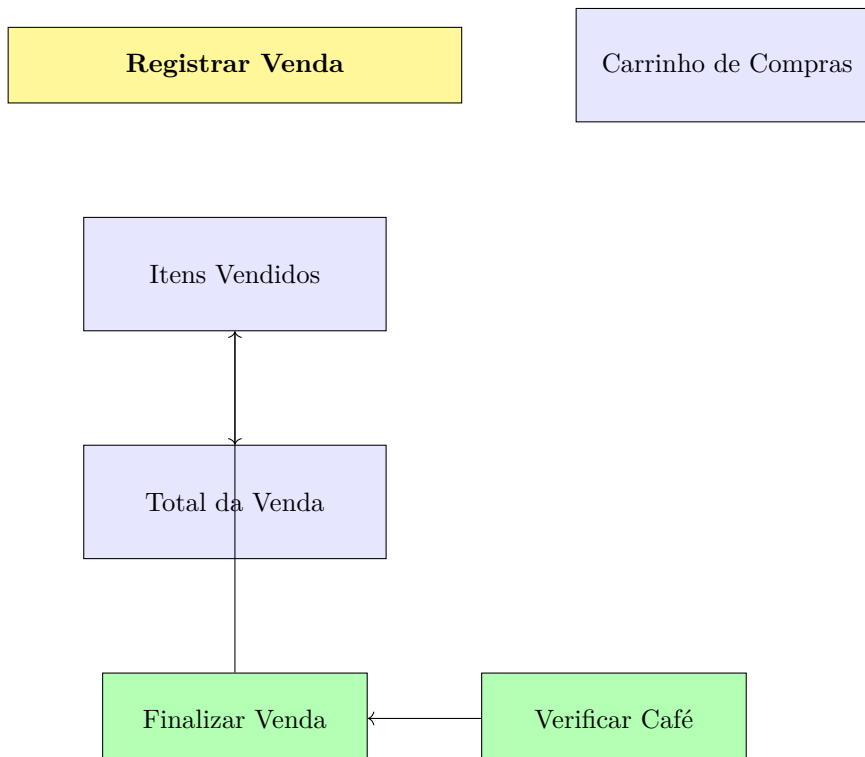 Registrar Venda
Carrinho de Compras
Itens Vendidos
Total da Venda
Finalizar Venda
Verificar Café